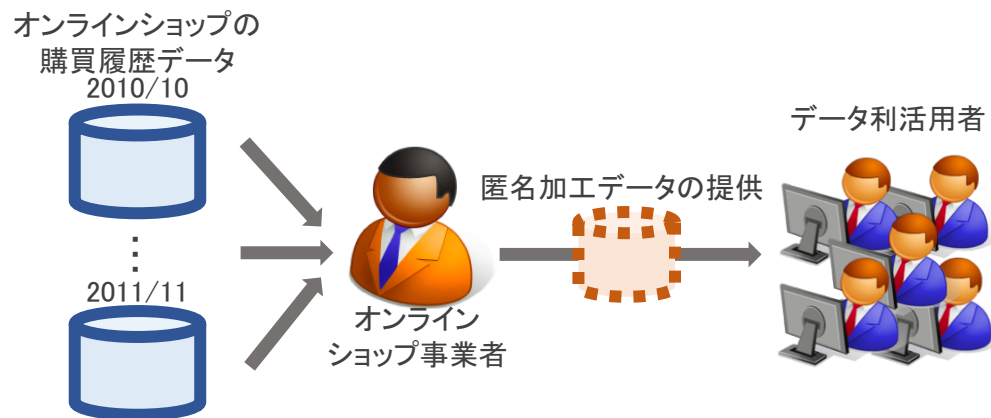 オンラインショップの
購買履歴データ
2010/10
⋮
2011/11
オンライン
ショップ事業者
匿名加工データの提供
データ利活用者